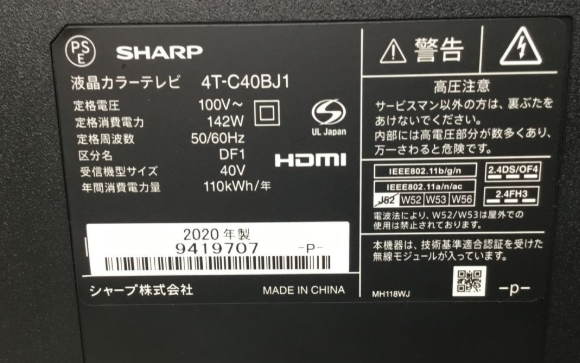 PS
E
SHARP
液晶カラーテレビ 4T-C40BJ1
定格電圧 100V～
定格消費電力 142W
定格周波数 50/60Hz
区分名 DF1
受信機型サイズ 40V
年間消費電力量 110kWh/年
UL Japan
HDMI
2020 年製
9419707 -P-
シャープ株式会社 MADE IN CHINA
警告
高圧注意
サービスマン以外の方は、裏ぶたを
あけないでください。
内部には高電圧部分が数多くあり、
万一さわると危険です。
IEEE802.11b/g/n
2.4DS/OF4
IEEE802.11a/n/ac
J52 W52 W53 W56
2.4FH3
電波法により、W52/W53は屋外での
使用は禁止されております。
本機器は、技術基準適合認証を受けた
無線モジュールが入っています。
MH118WJ
-p-